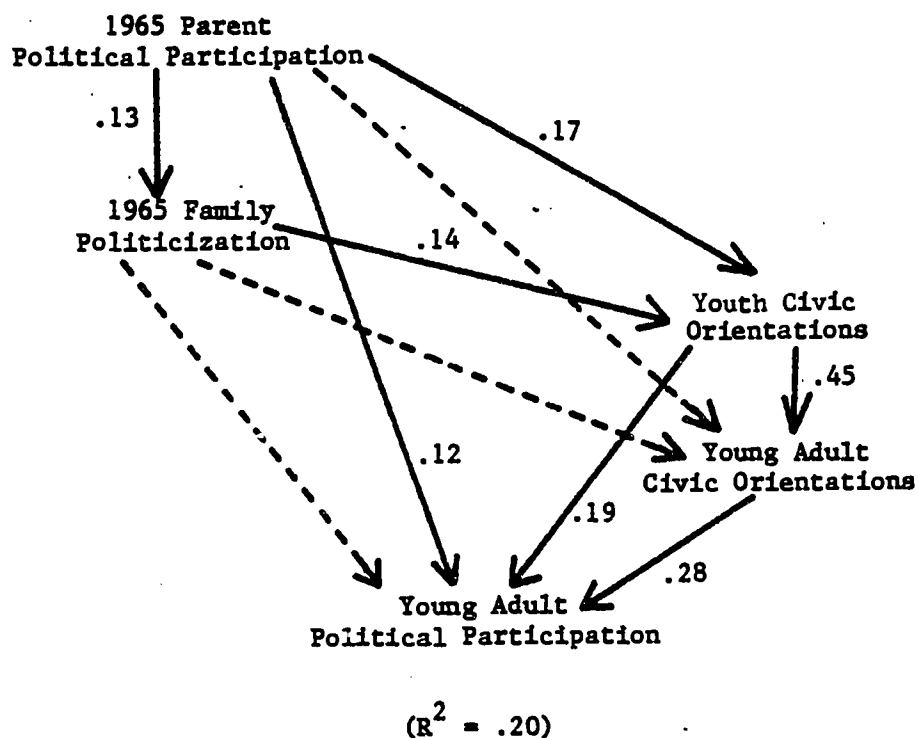 1965 Parent
Political Participation
.13
.17
1965 Family
Politicization
.14
Youth Civic
Orientations
.45
.12
Young Adult
Civic Orientations
.19
.28
Young Adult
Political Participation
(R² = .20)